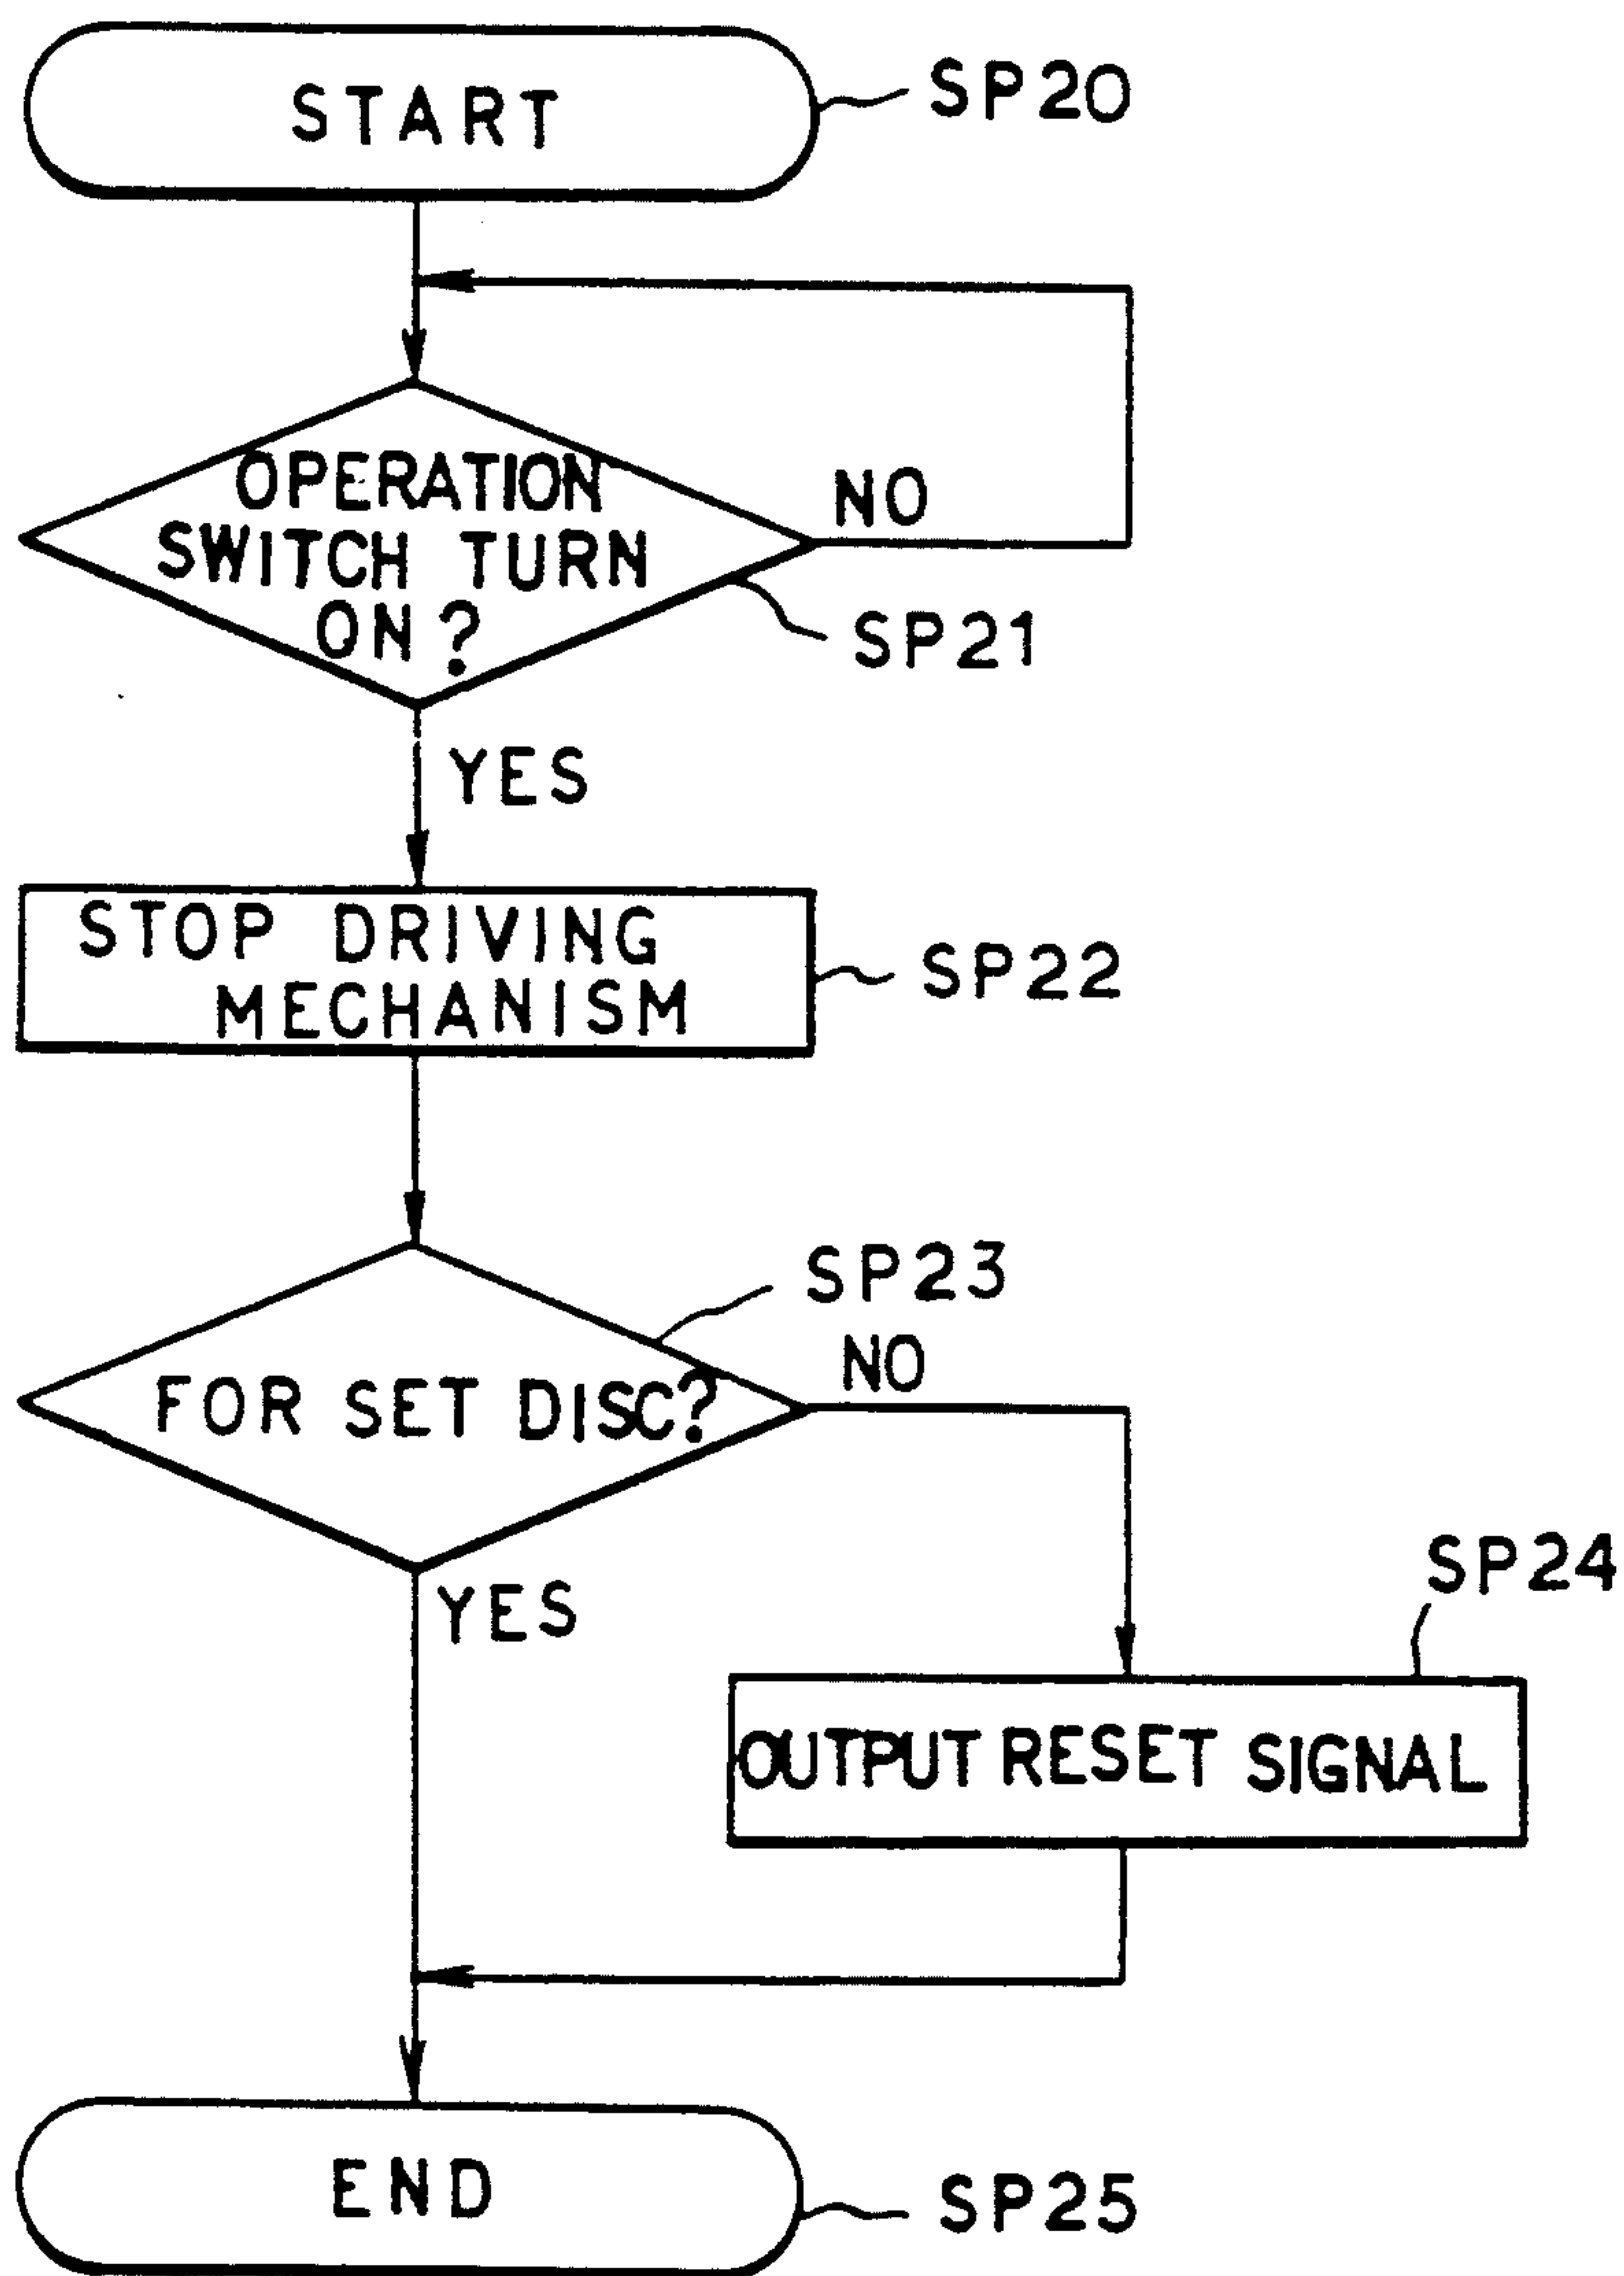 START
SP20
OPERATION
SWITCH TURN
ON?
NO
SP21
YES
STOP DRIVING
MECHANISM
SP22
SP23
FOR SET DISC?
NO
YES
SP24
OUTPUT RESET SIGNAL
END
SP25